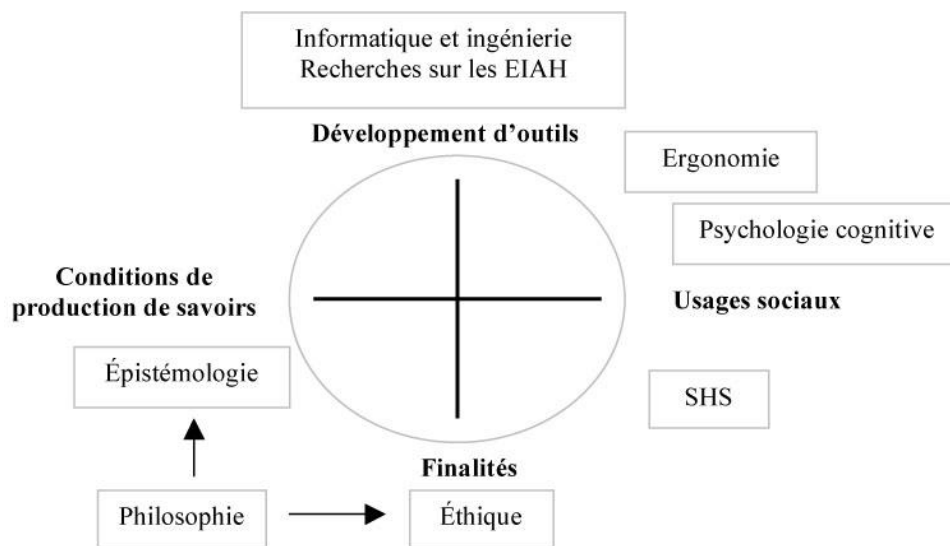 Informatique et ingénierie
Recherches sur les EIAH
Développement d’outils
Ergonomie
Psychologie cognitive
Conditions de
production de savoirs
Usages sociaux
Épistémologie
SHS
Finalités
Philosophie
Éthique